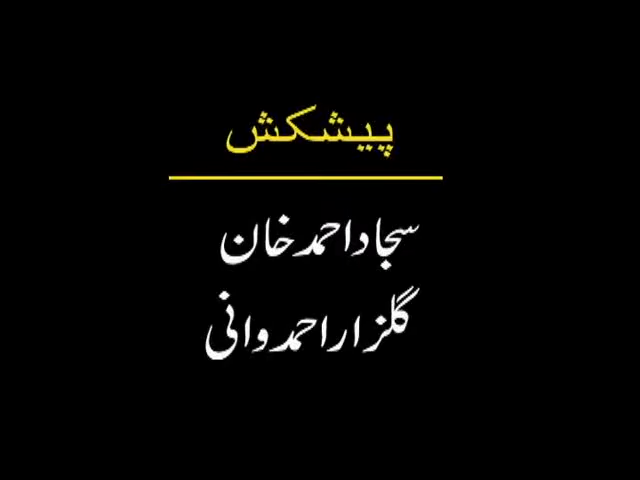 پیشکش
سجاد احمد خان
گلزار احمد وانی